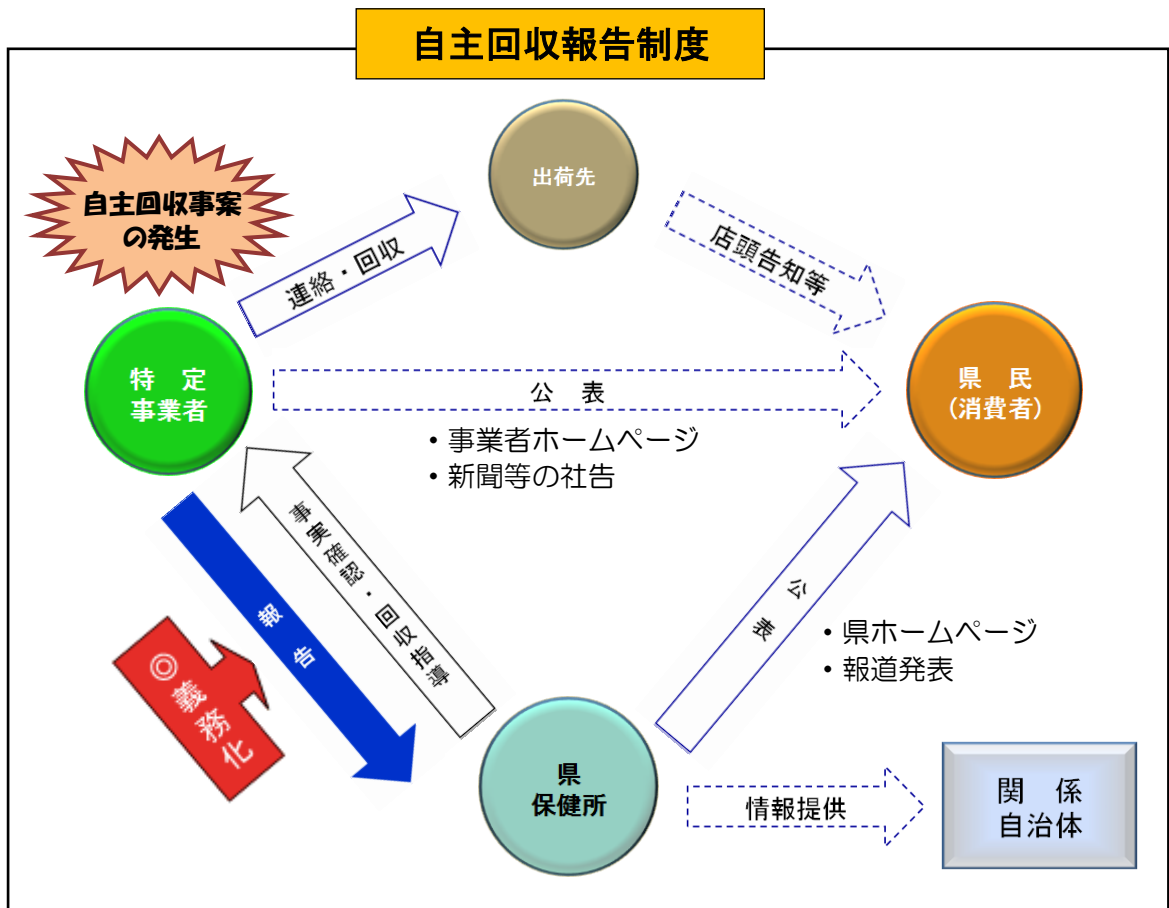 自主回収報告制度
自主回収事案
の発生
出荷先
連絡・回収
店頭告知等
特　定
事業者
公　表
県　民
(消費者)
・事業者ホームページ
・新聞等の社告
事実確認・回収指導
報告
◎義務化
公表
・県ホームページ
・報道発表
県
保健所
情報提供
関　係
自治体